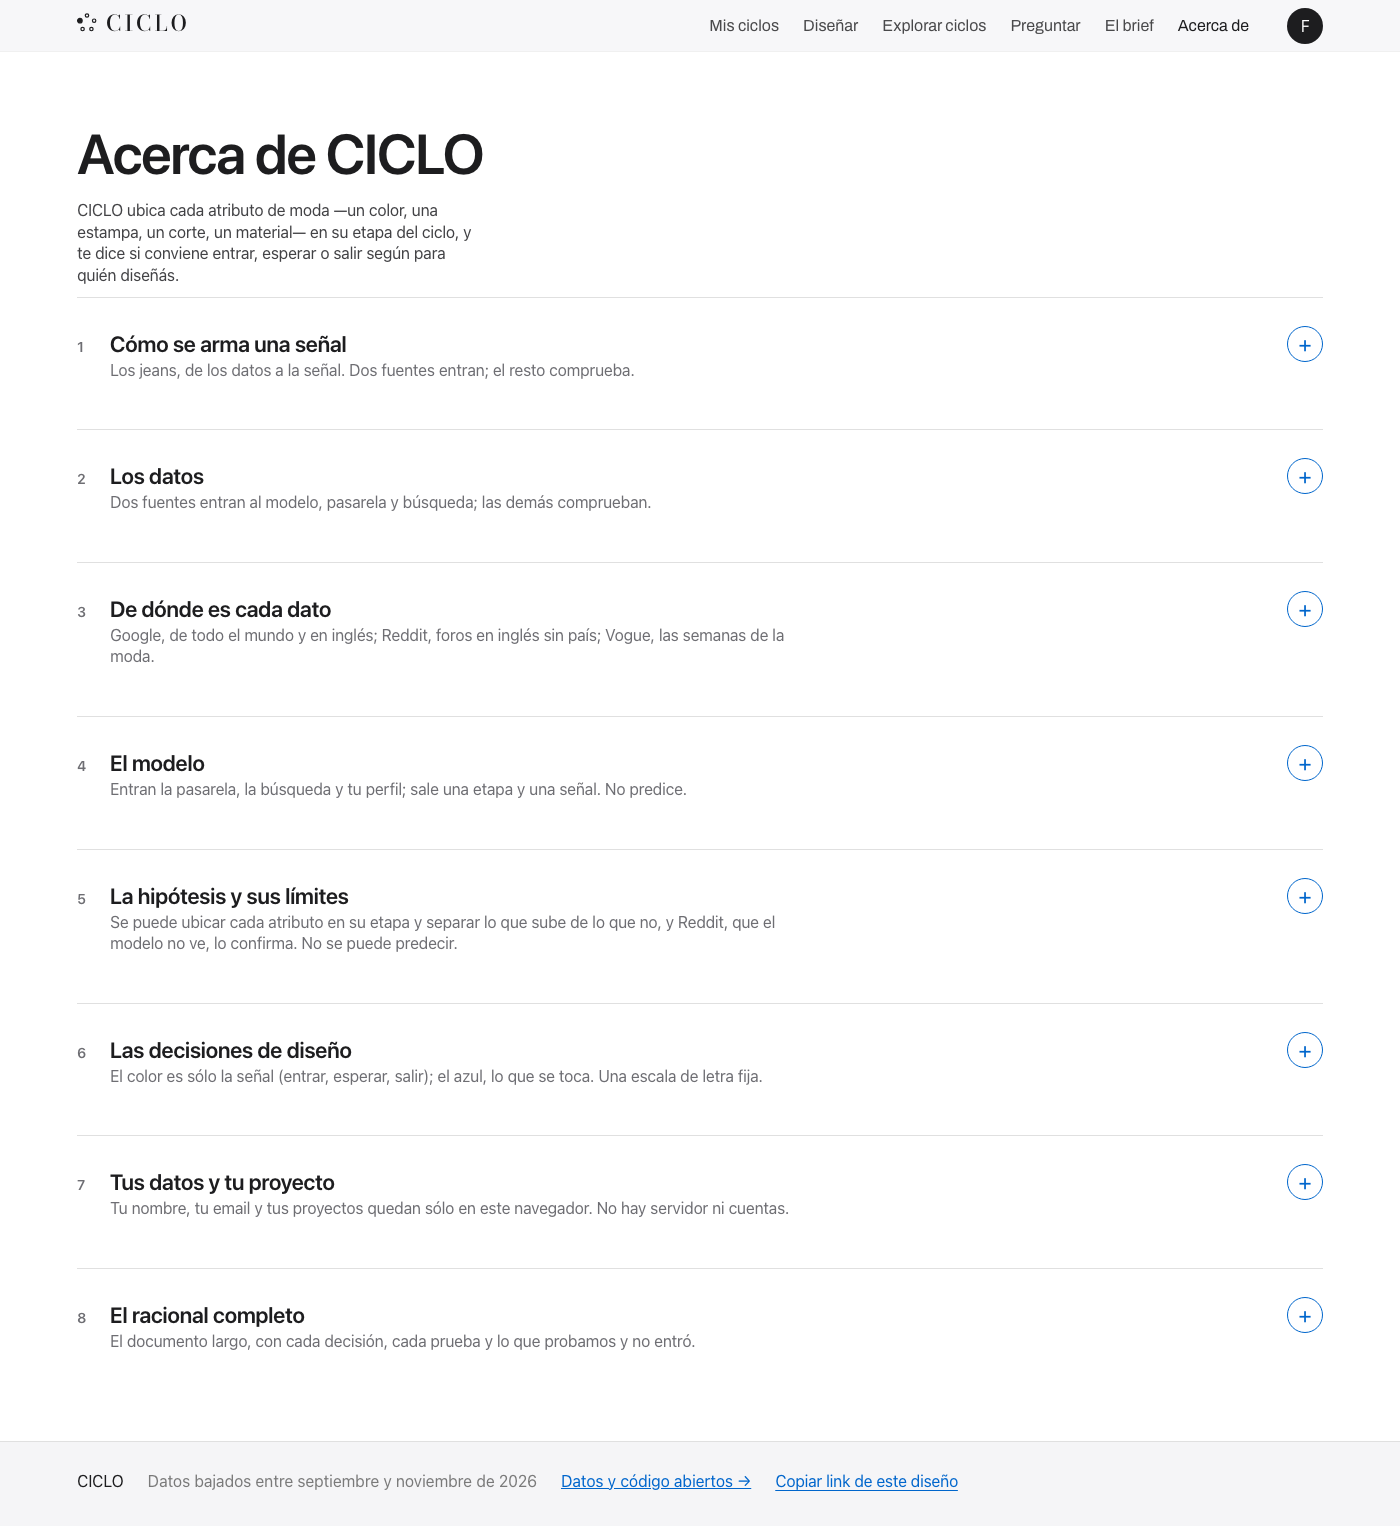 CICLO
Mis ciclos
Diseñar
Explorar ciclos
Preguntar
El brief
Acerca de
F
Acerca de CICLO
CICLO ubica cada atributo de moda —un color, una
estampa, un corte, un material— en su etapa del ciclo, y
te dice si conviene entrar, esperar o salir según para
quién diseñás.
1
Cómo se arma una señal
+
Los jeans, de los datos a la señal. Dos fuentes entran; el resto comprueba.
2
Los datos
+
Dos fuentes entran al modelo, pasarela y búsqueda; las demás comprueban.
3
De dónde es cada dato
+
Google, de todo el mundo y en inglés; Reddit, foros en inglés sin país; Vogue, las semanas de la
moda.
4
El modelo
+
Entran la pasarela, la búsqueda y tu perfil; sale una etapa y una señal. No predice.
5
La hipótesis y sus límites
+
Se puede ubicar cada atributo en su etapa y separar lo que sube de lo que no, y Reddit, que el
modelo no ve, lo confirma. No se puede predecir.
6
Las decisiones de diseño
+
El color es sólo la señal (entrar, esperar, salir); el azul, lo que se toca. Una escala de letra fija.
7
Tus datos y tu proyecto
+
Tu nombre, tu email y tus proyectos quedan sólo en este navegador. No hay servidor ni cuentas.
8
El racional completo
+
El documento largo, con cada decisión, cada prueba y lo que probamos y no entró.
CICLO
Datos bajados entre septiembre y noviembre de 2026
Datos y código abiertos →
Copiar link de este diseño